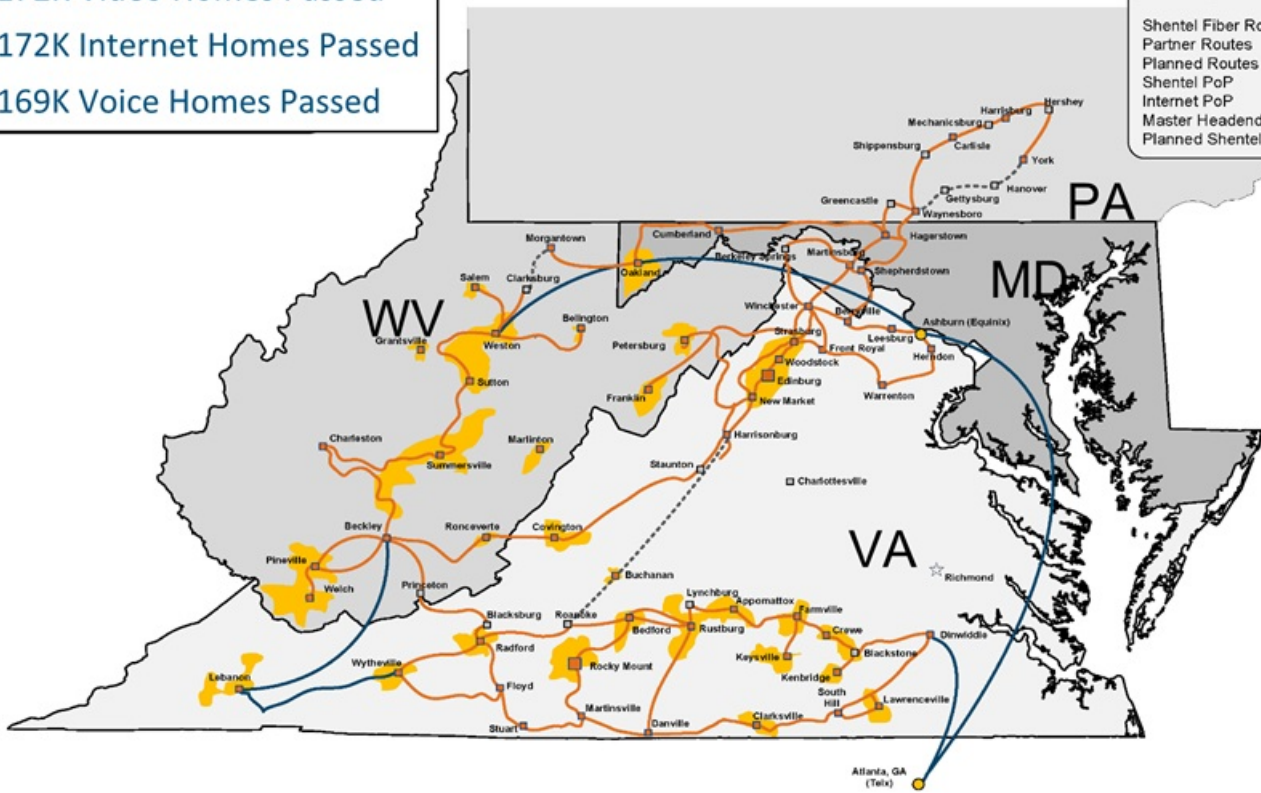 Video Homes Passed
172K Internet Homes Passed
169K Voice Homes Passed
Shentel Fiber
Partner Routes
Planned Routes
Shentel PoP
Internet PoP
Master Headend
Planned Shentel
Hershey
Harrisburg
Mechanicsburg
Carlisle
Shippensburg
York
Hanover
Gettysburg
Greencastle
Waynesboro
PA
Cumberland
Hagerstown
Morgantown
Berkeley Springs
Martinsburg
Oakland
Shepherdstown
MD
Salem
Clarksburg
WV
Winchester
Berryville
Belington
Ashburn (Equinix)
Grantsville
Weston
Petersburg
Strasburg
Leesburg
Front Royal
Herndon
Woodstock
Sutton
Edinburg
Franklin
New Market
Warrenton
Charleston
Marlinton
Harrisonburg
Summersville
Staunton
Charlottesville
Beckley
Ronceverte
Covington
VA
Pineville
Buchanan
Richmond
Welch
Princeton
Lynchburg
Appomattox
Blacksburg
Roanoke
Farmville
Bedford
Rustburg
Crewe
Dinwiddie
Radford
Keysville
Blackstone
Wytheville
Rocky Mount
Kenbridge
Lebanon
Floyd
South
Hill
Lawrenceville
Martinsville
Clarksville
Stuart
Danville
Atlanta, GA
(Telx)